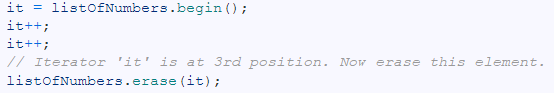 it = listOfNumbers.begin();
it++;
it++;
// Iterator 'it' is at 3rd position. Now erase this element.
listOfNumbers.erase(it);